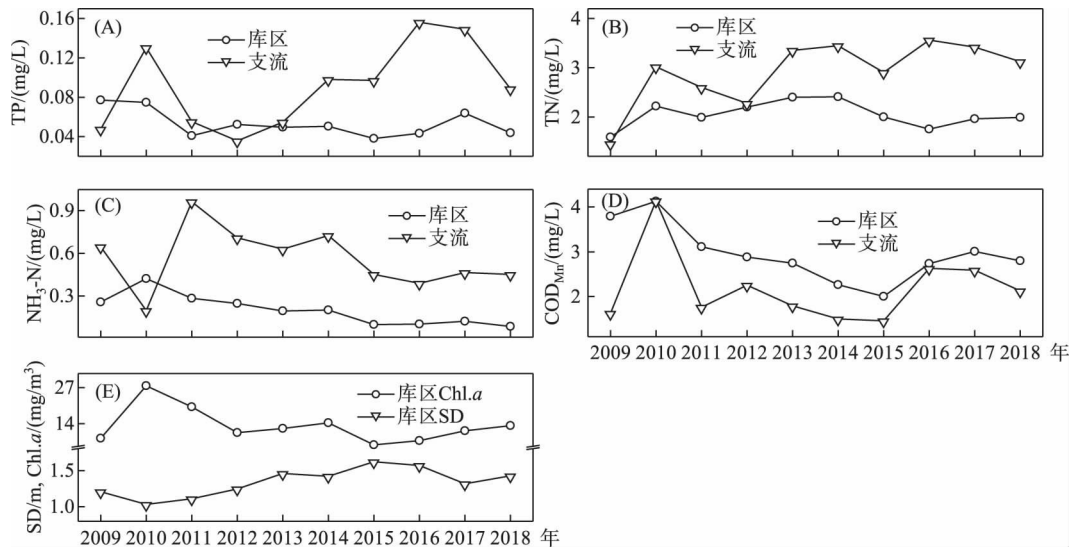 (A)
库区
支流
TP/(mg/L)
0.16
0.12
0.08
0.04
(B)
库区
支流
TN/(mg/L)
4
3
2
(C)
库区
支流
NH₃-N/(mg/L)
0.9
0.6
0.3
(D)
库区
支流
COD_Mn/(mg/L)
4
3
2
2009 2010 2011 2012 2013 2014 2015 2016 2017 2018 年
(E)
库区Chl.a
库区SD
SD/m, Chl.a/(mg/m³)
27
14
1.5
1.0
2009 2010 2011 2012 2013 2014 2015 2016 2017 2018 年